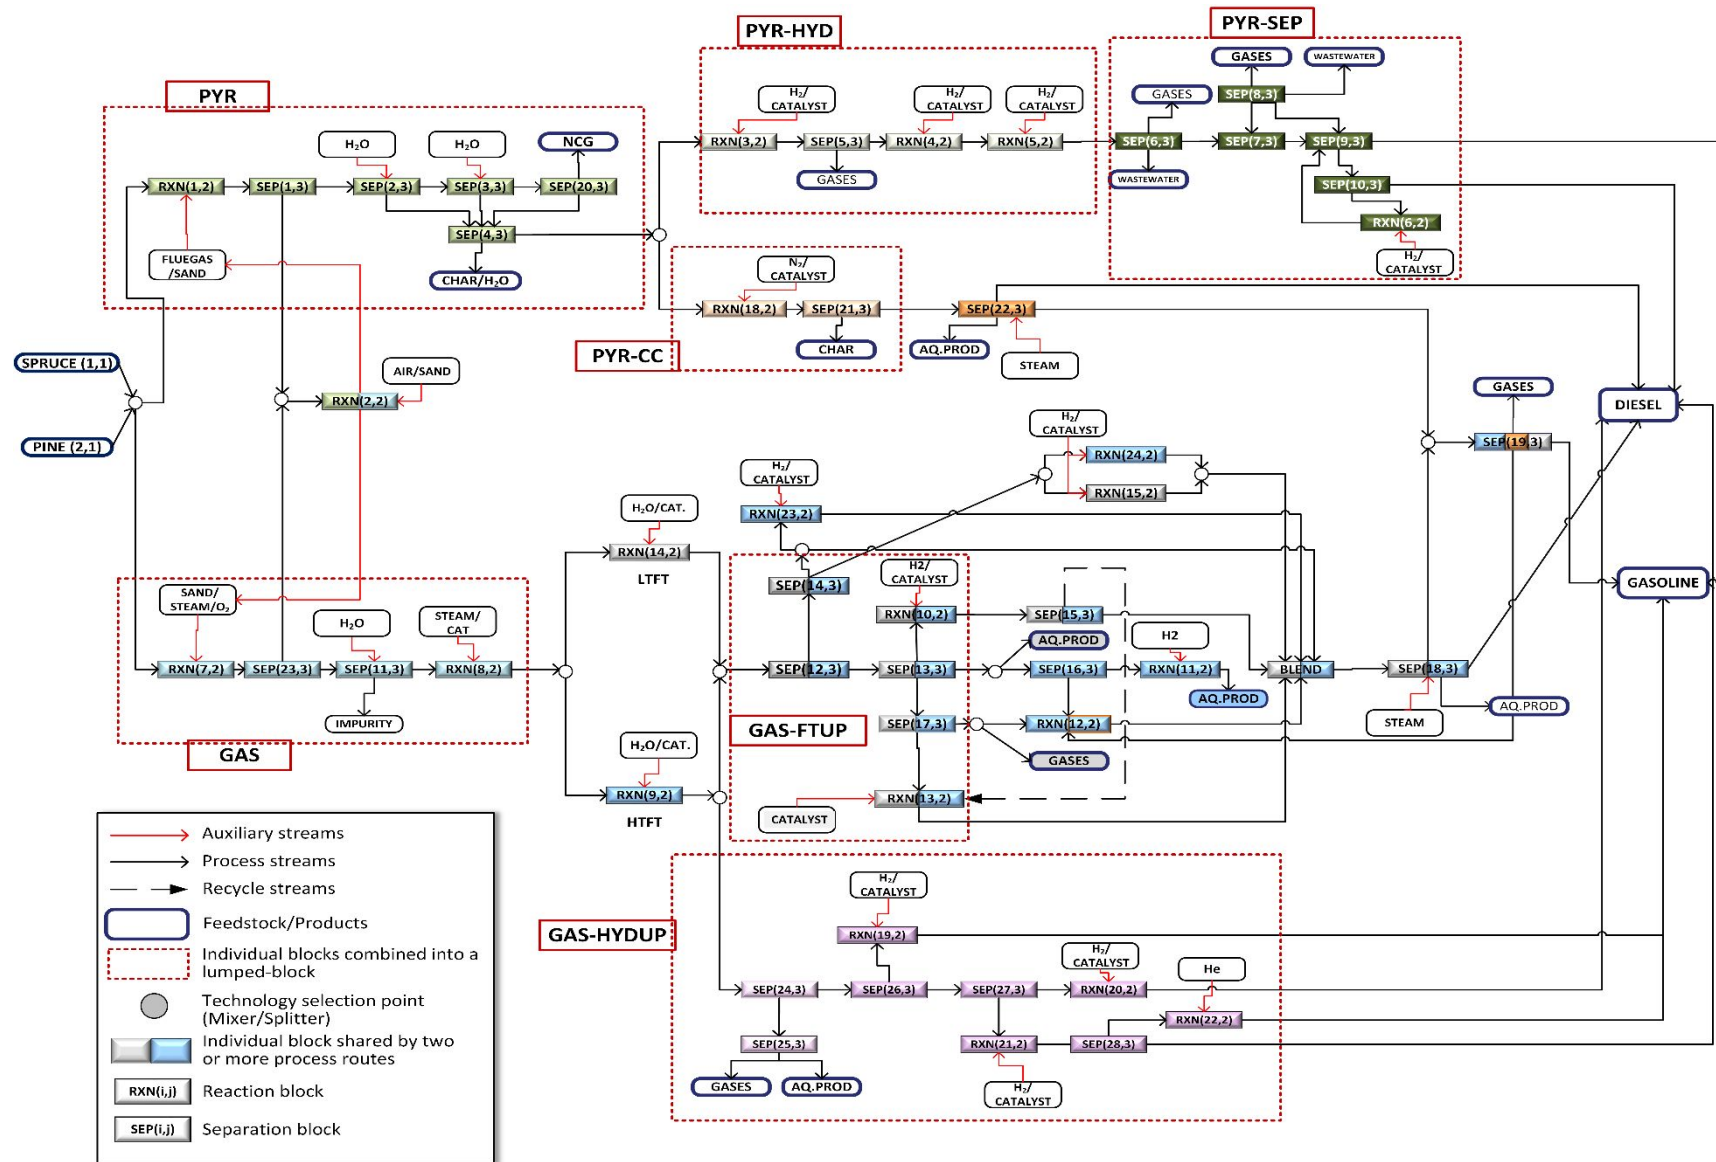 PYR-HYD
PYR-SEP
PYR
H₂/
CATALYST
H₂/
CATALYST
H₂/
CATALYST
GASES
WASTEWATER
GASES
SEP(8,3)
H₂O
H₂O
NCG
RXN(3,2)
SEP(5,3)
RXN(4,2)
RXN(5,2)
SEP(6,3)
SEP(7,3)
SEP(9,3)
GASES
WASTEWATER
RXN(1,2)
SEP(1,3)
SEP(2,3)
SEP(3,3)
SEP(20,3)
SEP(10,3)
RXN(6,2)
SEP(4,3)
FLUEGAS
/SAND
CHAR/H₂O
H₂/
CATALYST
N₂/
CATALYST
RXN(18,2)
SEP(21,3)
SEP(22,3)
PYR-CC
CHAR
AQ.PROD
STEAM
SPRUCE (1,1)
AIR/SAND
RXN(2,2)
PINE (2,1)
GASES
DIESEL
SEP(19,3)
H₂/
CATALYST
RXN(24,2)
RXN(15,2)
H₂/
CATALYST
RXN(23,2)
H₂O/CAT.
RXN(14,2)
LTFT
SEP(14,3)
H2/
CATALYST
RXN(10,2)
SEP(15,3)
GASOLINE
SAND/
STEAM/O₂
H₂O
STEAM/
CAT
AQ.PROD
H2
RXN(7,2)
SEP(23,3)
SEP(11,3)
RXN(8,2)
SEP(12,3)
SEP(13,3)
SEP(16,3)
RXN(11,2)
BLEND
SEP(18,3)
AQ.PROD
AQ.PROD
IMPURITY
STEAM
GAS
GAS-FTUP
SEP(17,3)
RXN(12,2)
GASES
H₂O/CAT.
RXN(9,2)
HTFT
RXN(13,2)
CATALYST
Auxiliary streams
Process streams
Recycle streams
Feedstock/Products
Individual blocks combined into a
lumped-block
Technology selection point
(Mixer/Splitter)
Individual block shared by two
or more process routes
RXN(i,j)
Reaction block
SEP(i,j)
Separation block
GAS-HYDUP
H₂/
CATALYST
RXN(19,2)
H₂/
CATALYST
He
SEP(24,3)
SEP(26,3)
SEP(27,3)
RXN(20,2)
RXN(22,2)
SEP(25,3)
RXN(21,2)
SEP(28,3)
GASES
AQ.PROD
H₂/
CATALYST